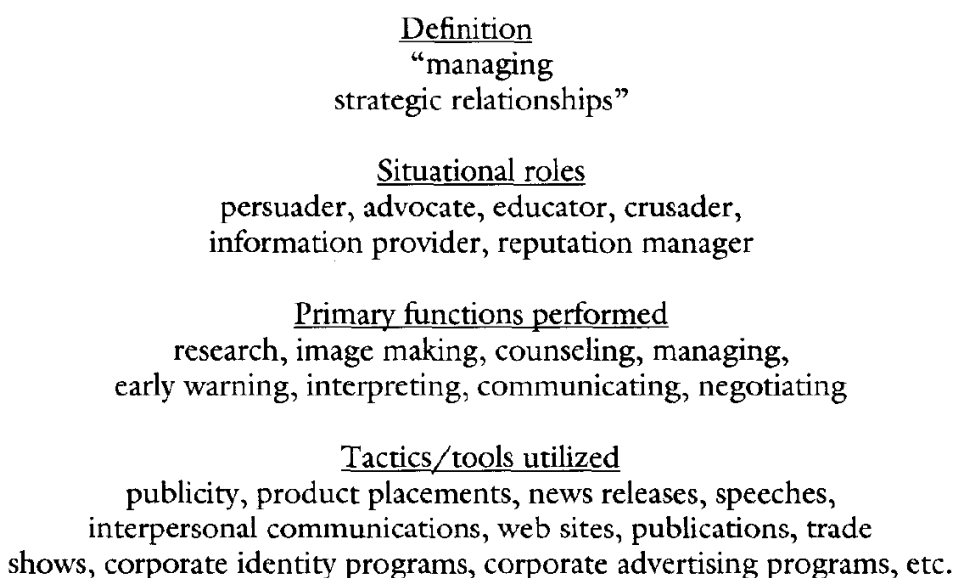 Definition
“managing
strategic relationships”
Situational roles
persuader, advocate, educator, crusader,
information provider, reputation manager
Primary functions performed
research, image making, counseling, managing,
early warning, interpreting, communicating, negotiating
Tactics/tools utilized
publicity, product placements, news releases, speeches,
interpersonal communications, web sites, publications, trade
shows, corporate identity programs, corporate advertising programs, etc.